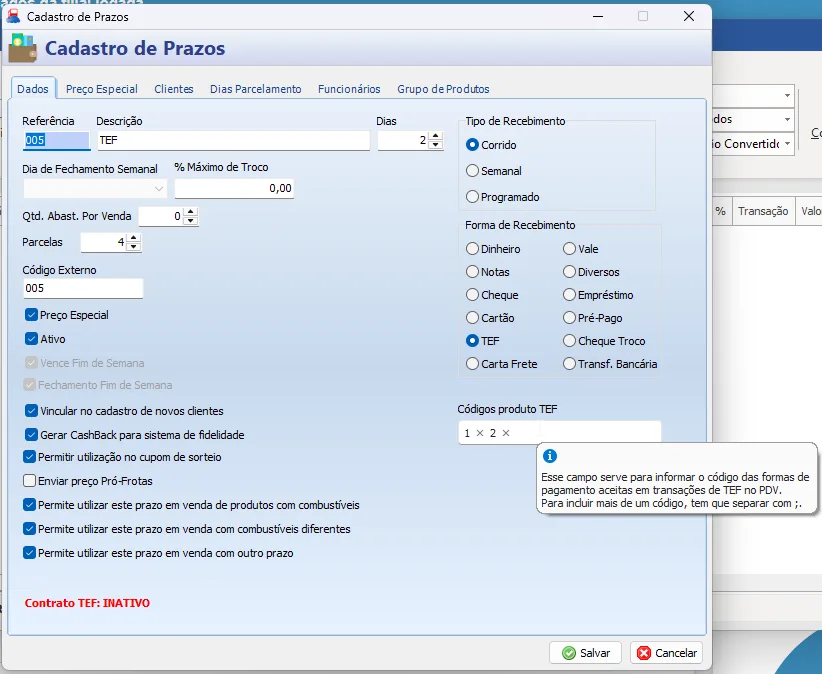 Cadastro de Prazos
Cadastro de Prazos
Dados Preço Especial Clientes Dias Parcelamento Funcionários Grupo de Produtos
Referência Descrição Dias
005 TEF 2
Dia de Fechamento Semanal % Máximo de Troco
0,00
Qtd. Abast. Por Venda 0
Parcelas 4
Código Externo
005
Preço Especial
Ativo
Vence Fim de Semana
Fechamento Fim de Semana
Vincular no cadastro de novos clientes
Gerar CashBack para sistema de fidelidade
Permitir utilização no cupom de sorteio
Enviar preço Pró-Frotas
Permite utilizar este prazo em venda de produtos com combustíveis
Permite utilizar este prazo em venda com combustíveis diferentes
Permite utilizar este prazo em venda com outro prazo
Contrato TEF: INATIVO
Tipo de Recebimento
Corrido
Semanal
Programado
Forma de Recebimento
Dinheiro Vale
Notas Diversos
Cheque Empréstimo
Cartão Pré-Pago
TEF Cheque Troco
Carta Frete Transf. Bancária
Códigos produto TEF
1 × 2 ×
Esse campo serve para informar o código das formas de
pagamento aceitas em transações de TEF no PDV.
Para incluir mais de um código, tem que separar com ;.
Salvar Cancelar
io Convertido
% Transação